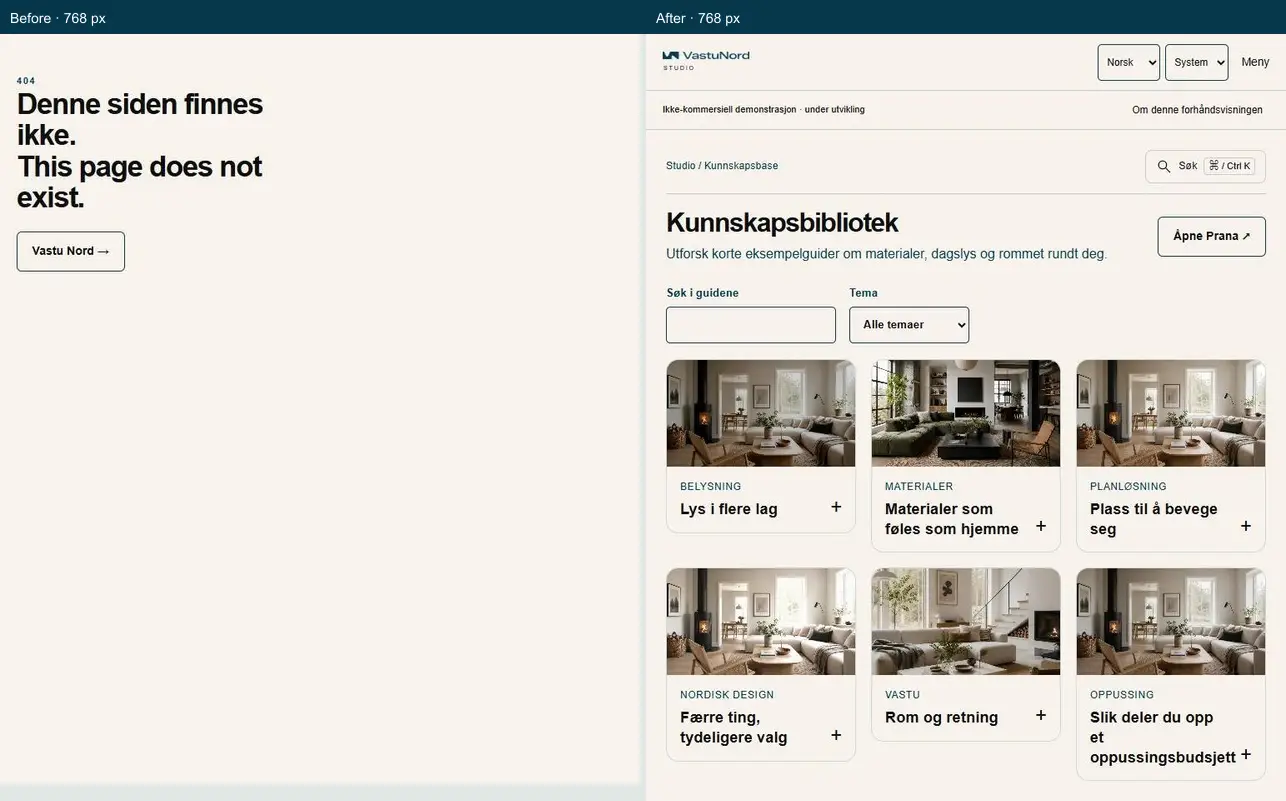 Before · 768 px
404
Denne siden finnes
ikke.
This page does not
exist.
Vastu Nord →
After · 768 px
VastuNord
STUDIO
Norsk
System
Meny
Ikke-kommersiell demonstrasjon · under utvikling
Om denne forhåndsvisningen
Studio / Kunnskapsbase
Søk ⌘ / Ctrl K
Kunnskapsbibliotek
Utforsk korte eksempelguider om materialer, dagslys og rommet rundt deg.
Åpne Prana ↗
Søk i guidene
Tema
Alle temaer
BELYSNING
Lys i flere lag
+
MATERIALER
Materialer som
føles som hjemme
+
PLANLØSNING
Plass til å bevege
seg
+
NORDISK DESIGN
Færre ting,
tydeligere valg
+
VASTU
Rom og retning
+
OPPUSSING
Slik deler du opp
et
oppussingsbudsjett
+